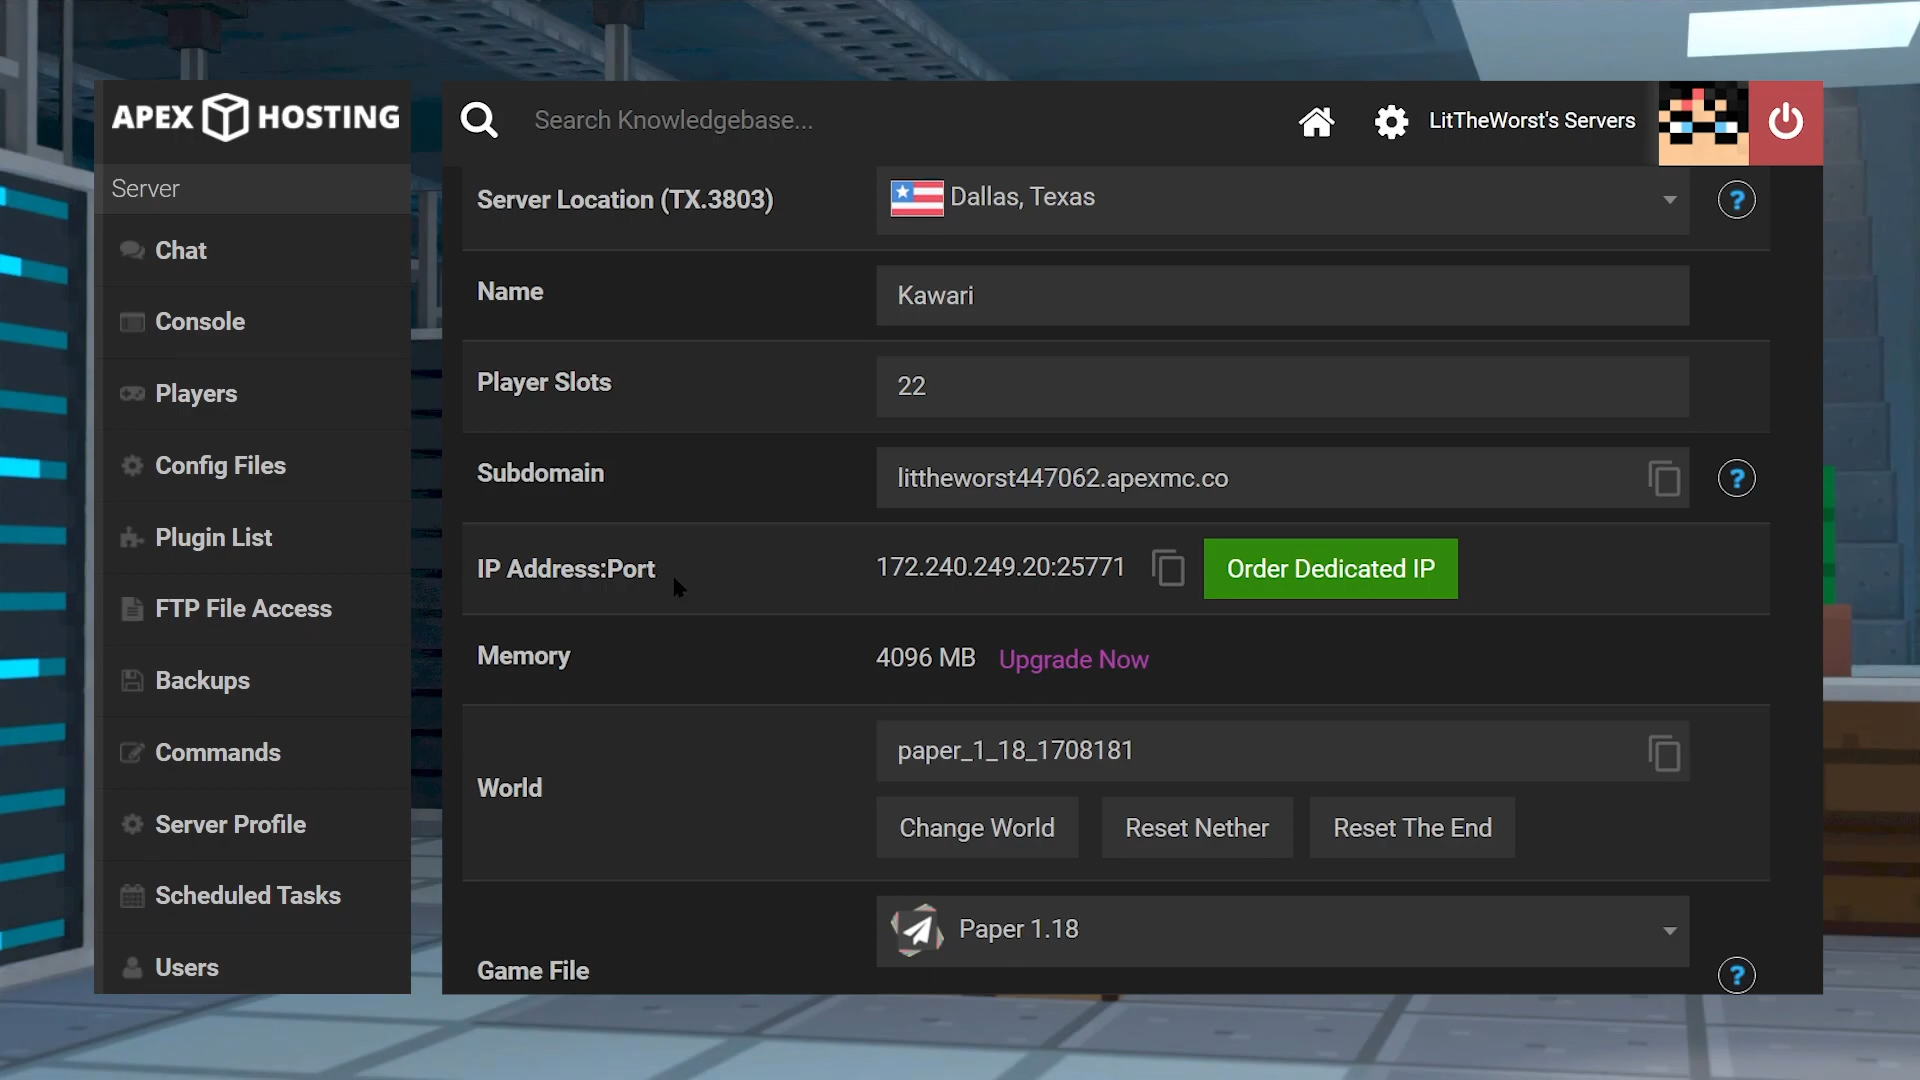 APEX HOSTING
Search Knowledgebase...
LitTheWorst's Servers
Server
Chat
Console
Players
Config Files
Plugin List
FTP File Access
Backups
Commands
Server Profile
Scheduled Tasks
Users
Server Location (TX.3803)
Dallas, Texas
?
Name
Kawari
Player Slots
22
Subdomain
littheworst447062.apexmc.co
?
IP Address:Port
172.240.249.20:25771
Order Dedicated IP
Memory
4096 MB Upgrade Now
World
paper_1_18_1708181
Change World
Reset Nether
Reset The End
Game File
Paper 1.18
?